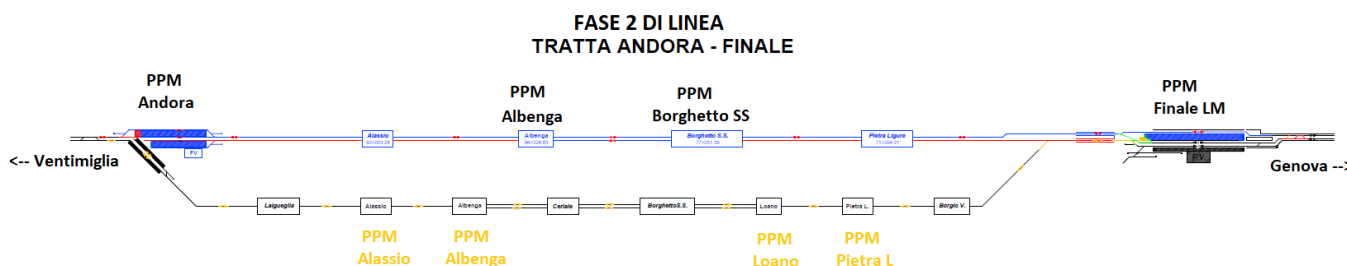 FASE 2 DI LINEA
TRATTA ANDORA - FINALE
PPM
Andora
PPM
Albenga
PPM
Borghetto SS
PPM
Finale LM
Alassio
Albenga
Borghetto S.S.
Pietra Ligure
FV
<-- Ventimiglia
Genova -->
Laigueglia
Alassio
Albenga
Ceriale
BorghettoS.S.
Loano
Pietra L.
Borgio V.
PPM
Alassio
PPM
Albenga
PPM
Loano
PPM
Pietra L